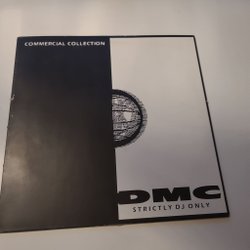 COMMERCIAL COLLECTION
DMC
STRICTLY DJ ONLY